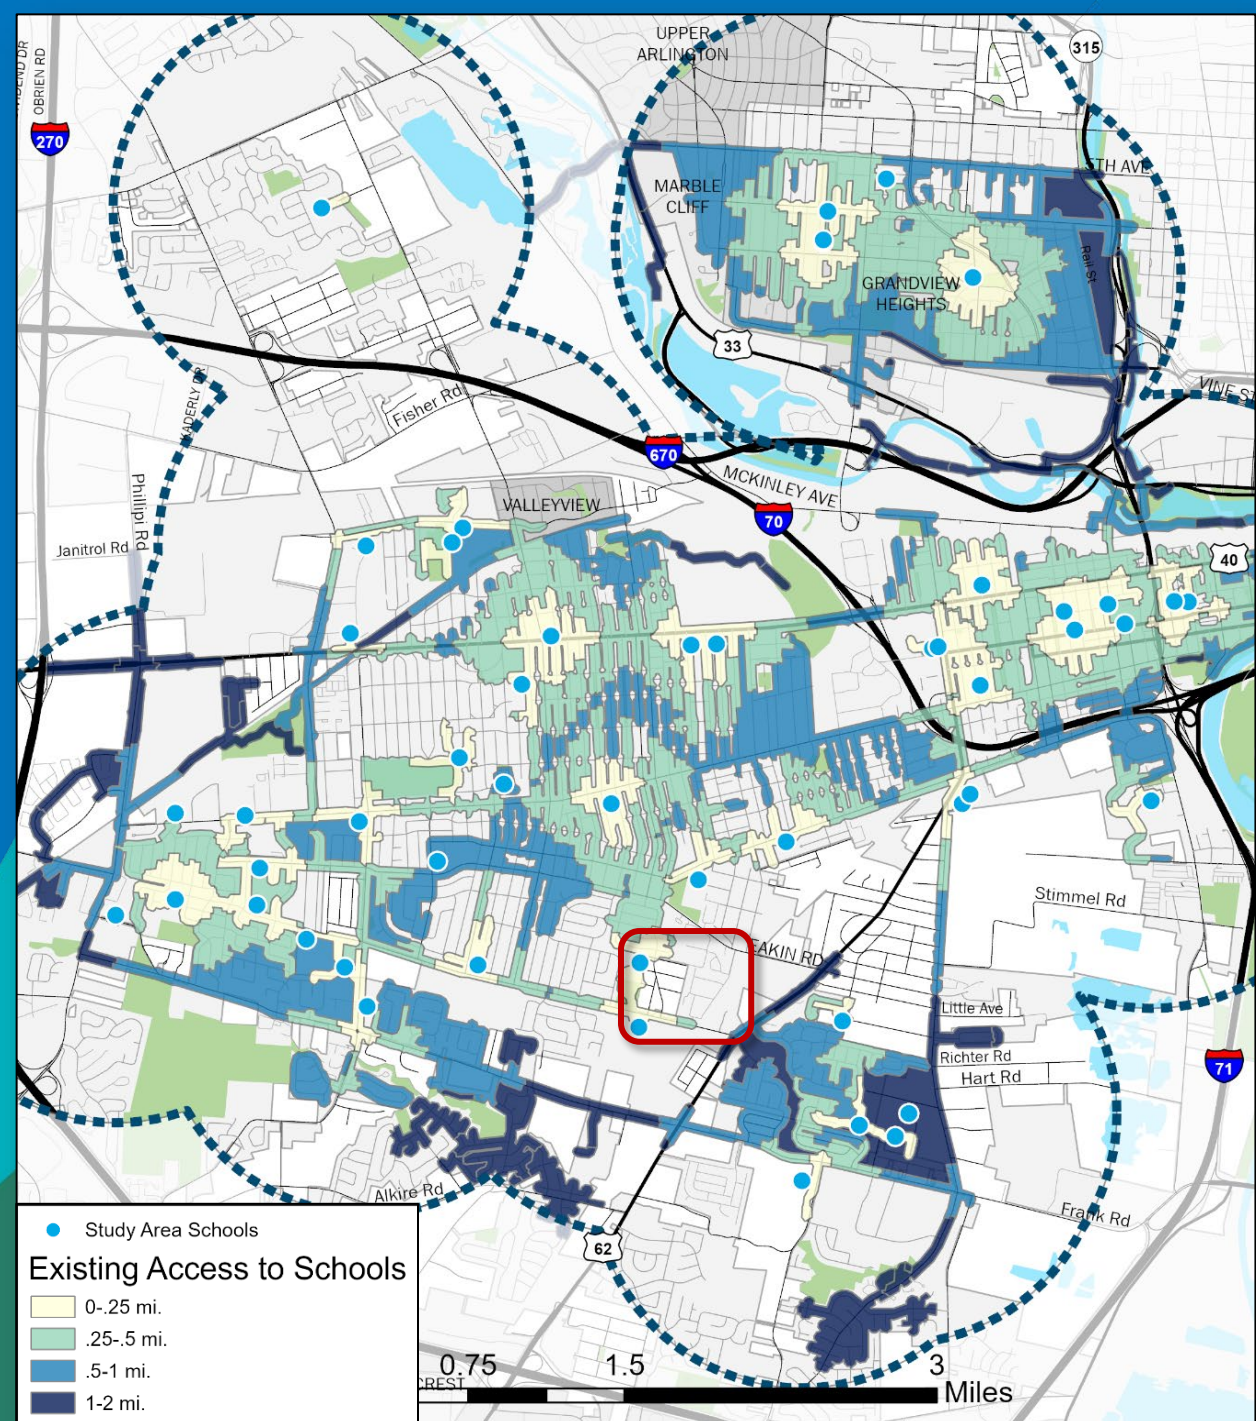 UPPER
ARLINGTON
315
OBRIEN RD
270
5TH AVE
MARBLE
CLIFF
Rail St
GRANDVIEW
HEIGHTS
33
VINE ST
Fisher Rd
670
MCKINLEY AVE
VALLEYVIEW
70
Phillipi Rd
Janitrol Rd
40
Stimmel Rd
EAKIN RD
Little Ave
Richter Rd
Hart Rd
71
Alkire Rd
Frank Rd
62
Study Area Schools
Existing Access to Schools
0-.25 mi.
.25-.5 mi.
.5-1 mi.
1-2 mi.
0.75
1.5
3
Miles